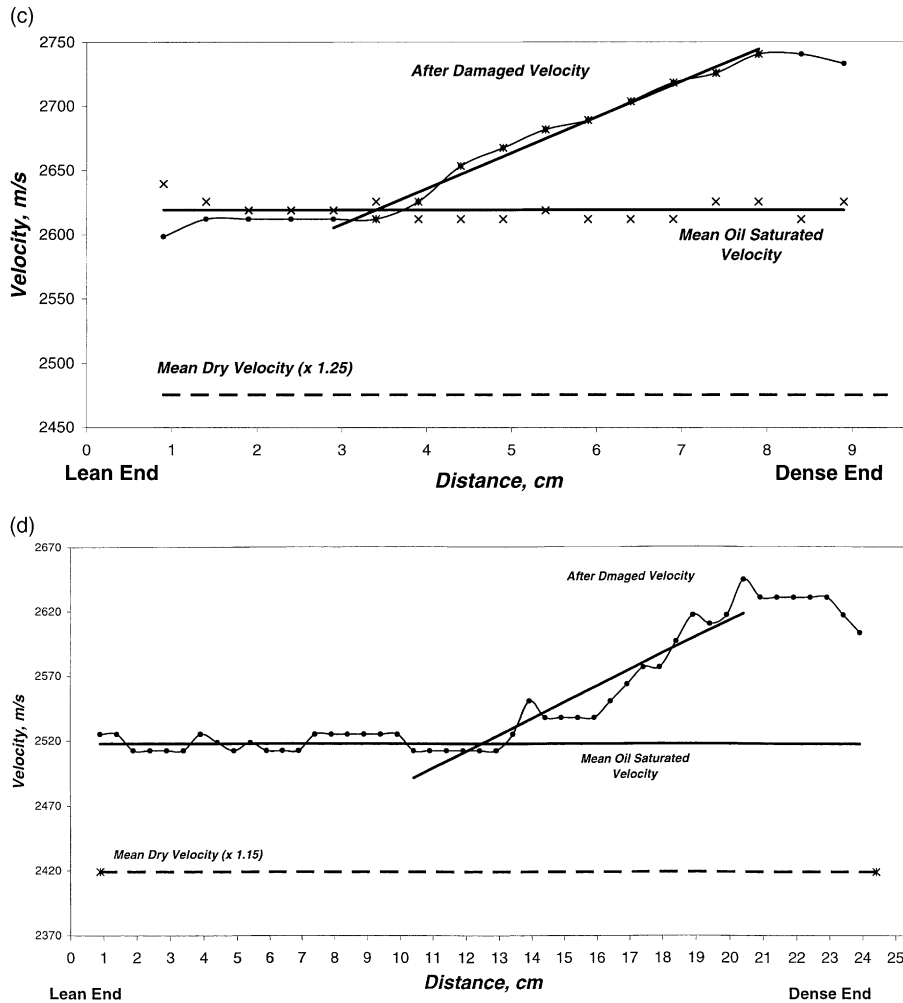 (c)
2750
After Damaged Velocity
2700
2650
2600
Mean Oil Saturated
Velocity
2550
2500
Mean Dry Velocity (x 1.25)
2450
Velocity, m/s
0 1 2 3 4 5 6 7 8 9
Lean End
Distance, cm
Dense End
(d)
2670
After Dmaged Velocity
2620
2570
2520
Mean Oil Saturated
Velocity
2470
Mean Dry Velocity (x 1.15)
2420
2370
Velocity, m/s
0 1 2 3 4 5 6 7 8 9 10 11 12 13 14 15 16 17 18 19 20 21 22 23 24 25
Distance, cm
Lean End
Dense End